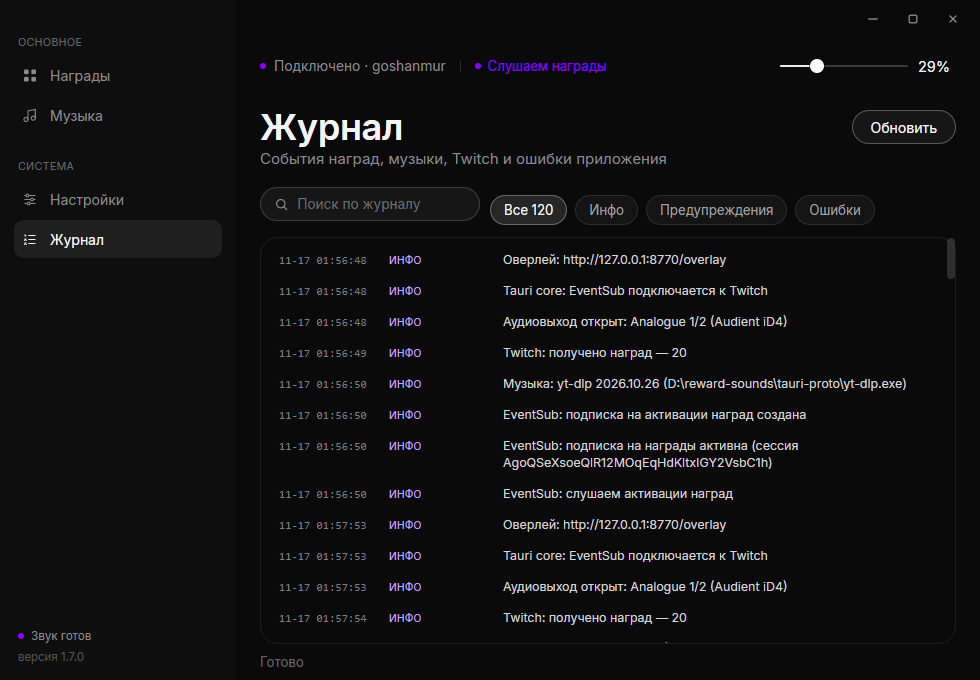 ОСНОВНОЕ
Награды
Музыка
СИСТЕМА
Настройки
Журнал
Звук готов
версия 1.7.0
Подключено · goshanmur
Слушаем награды
29%
Журнал
События наград, музыки, Twitch и ошибки приложения
Обновить
Поиск по журналу
Все 120
Инфо
Предупреждения
Ошибки
11-17 01:56:48 ИНФО Оверлей: http://127.0.0.1:8770/overlay
11-17 01:56:48 ИНФО Tauri core: EventSub подключается к Twitch
11-17 01:56:48 ИНФО Аудиовыход открыт: Analogue 1/2 (Audient iD4)
11-17 01:56:49 ИНФО Twitch: получено наград — 20
11-17 01:56:50 ИНФО Музыка: yt-dlp 2026.10.26 (D:\reward-sounds\tauri-proto\yt-dlp.exe)
11-17 01:56:50 ИНФО EventSub: подписка на активации наград создана
11-17 01:56:50 ИНФО EventSub: подписка на награды активна (сессия
AgoQSeXsoeQIR12MOqEqHdKltxIGY2VsbC1h)
11-17 01:56:50 ИНФО EventSub: слушаем активации наград
11-17 01:57:53 ИНФО Оверлей: http://127.0.0.1:8770/overlay
11-17 01:57:53 ИНФО Tauri core: EventSub подключается к Twitch
11-17 01:57:53 ИНФО Аудиовыход открыт: Analogue 1/2 (Audient iD4)
11-17 01:57:54 ИНФО Twitch: получено наград — 20
Готово